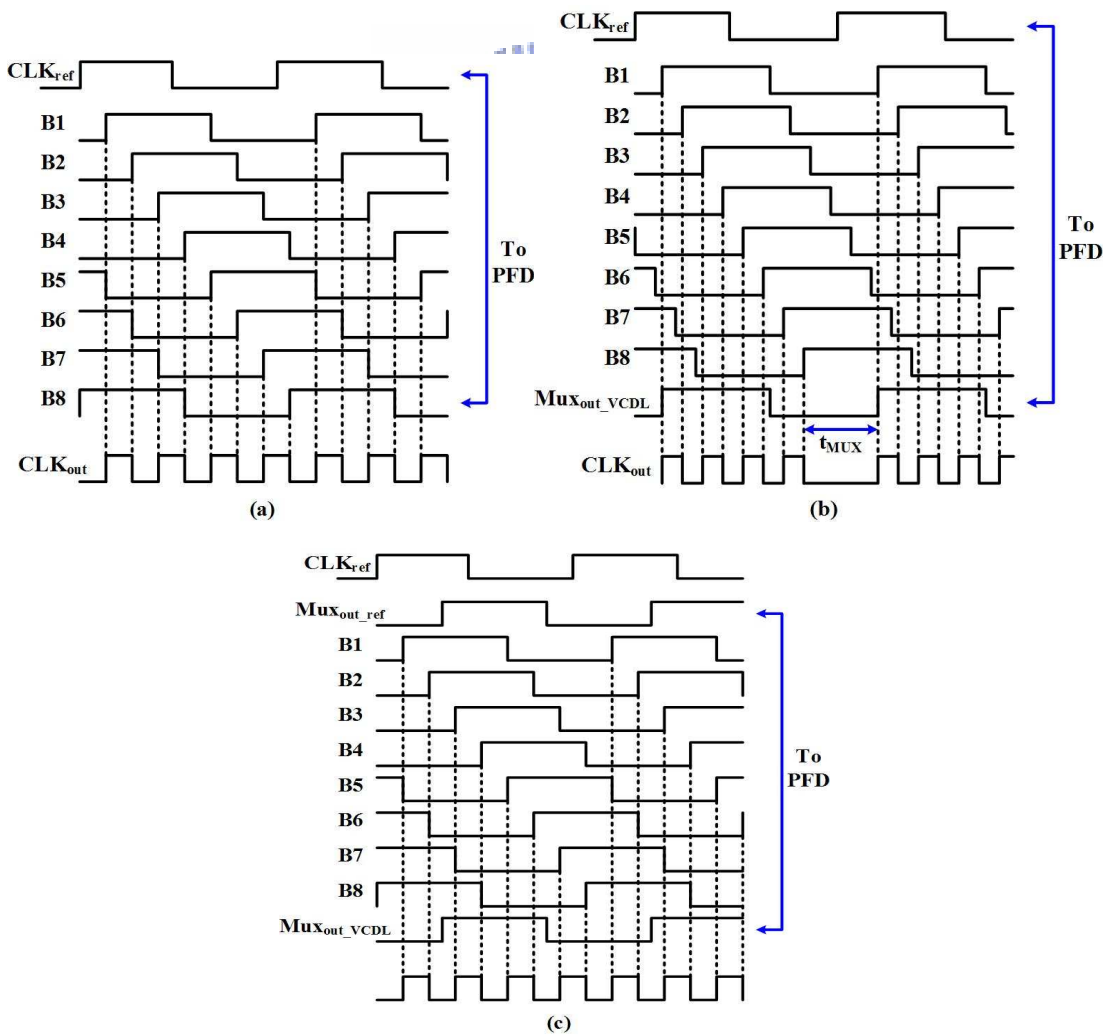 CLKref
B1
B2
B3
B4
B5
B6
B7
B8
CLKout
To
PFD
(a)
CLKref
B1
B2
B3
B4
B5
B6
B7
B8
Muxout_VCDL
tMUX
CLKout
To
PFD
(b)
CLKref
Muxout_ref
B1
B2
B3
B4
B5
B6
B7
B8
Muxout_VCDL
To
PFD
(c)